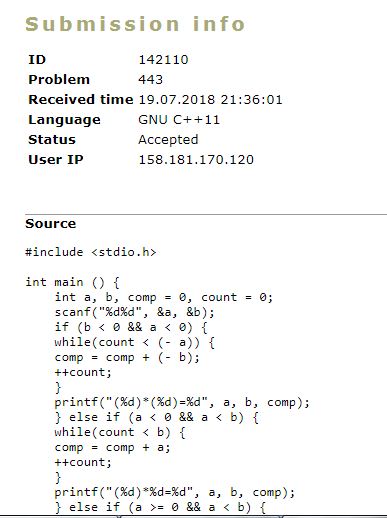 Submission info
ID 142110
Problem 443
Received time 19.07.2018 21:36:01
Language GNU C++11
Status Accepted
User IP 158.181.170.120
Source
#include <stdio.h>
int main () {
int a, b, comp = 0, count = 0;
scanf("%d%d", &a, &b);
if (b < 0 && a < 0) {
while(count < (- a)) {
comp = comp + (- b);
++count;
}
printf("(%d)*(%d)=%d", a, b, comp);
} else if (a < 0 && a < b) {
while(count < b) {
comp = comp + a;
++count;
}
printf("(%d)*%d=%d", a, b, comp);
} else if (a >= 0 && a < b) {